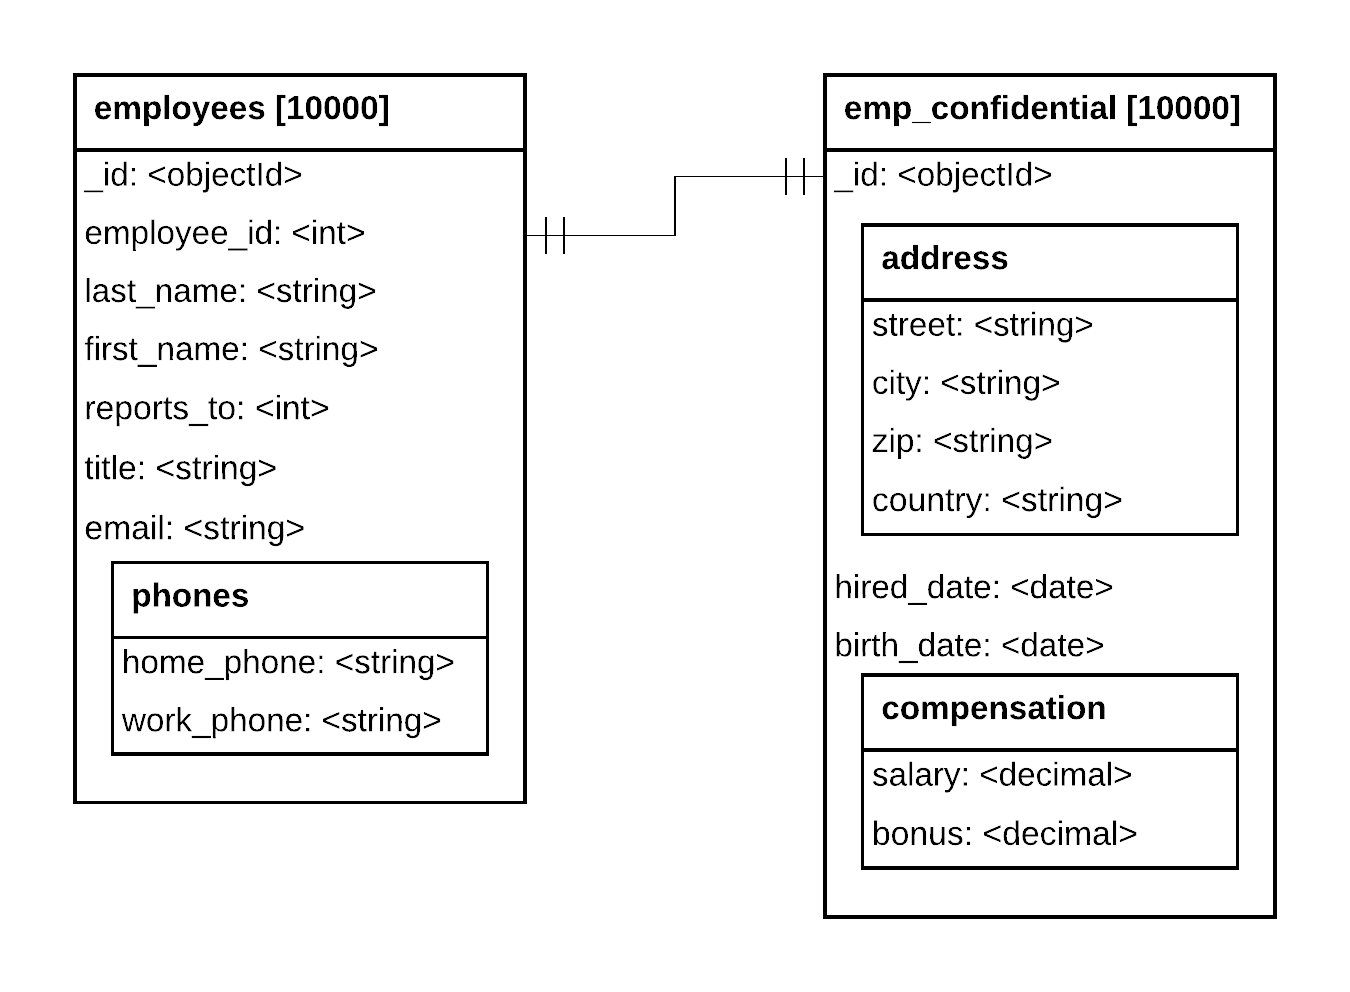 employees [10000]
_id: <objectId>
employee_id: <int>
last_name: <string>
first_name: <string>
reports_to: <int>
title: <string>
email: <string>
phones
home_phone: <string>
work_phone: <string>
emp_confidential [10000]
_id: <objectId>
address
street: <string>
city: <string>
zip: <string>
country: <string>
hired_date: <date>
birth_date: <date>
compensation
salary: <decimal>
bonus: <decimal>